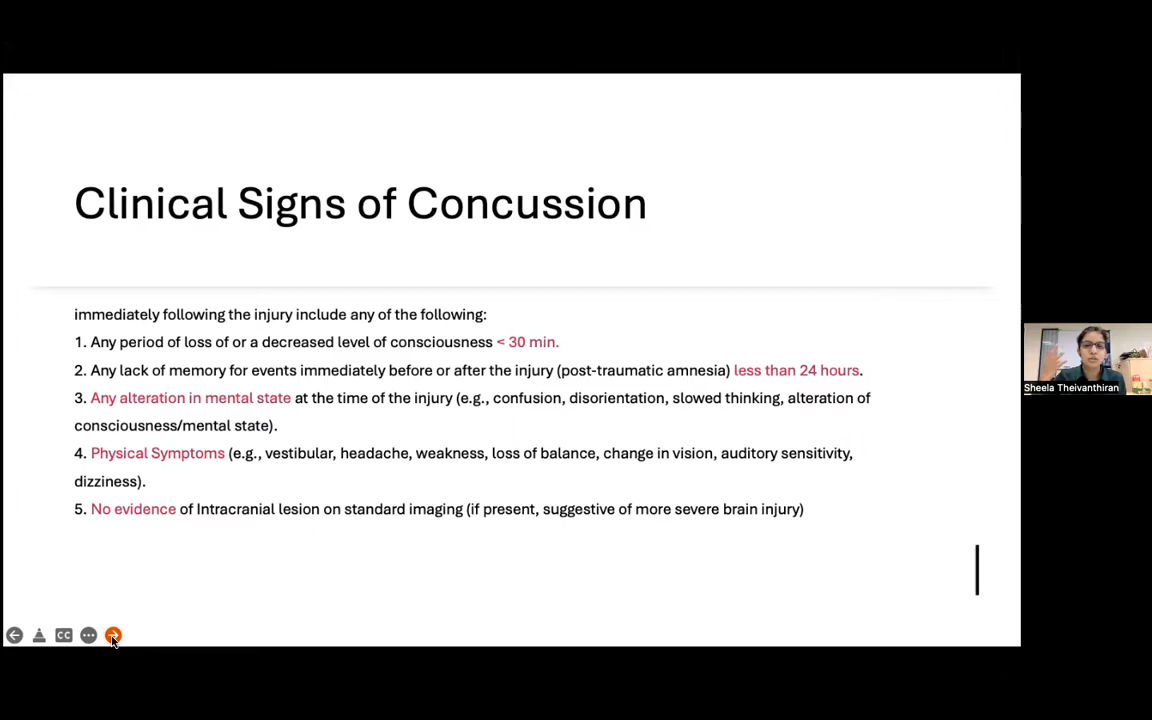 Clinical Signs of Concussion
immediately following the injury include any of the following:
1. Any period of loss of or a decreased level of consciousness < 30 min.
2. Any lack of memory for events immediately before or after the injury (post-traumatic amnesia) less than 24 hours.
3. Any alteration in mental state at the time of the injury (e.g., confusion, disorientation, slowed thinking, alteration of
consciousness/mental state).
4. Physical Symptoms (e.g., vestibular, headache, weakness, loss of balance, change in vision, auditory sensitivity,
dizziness).
5. No evidence of Intracranial lesion on standard imaging (if present, suggestive of more severe brain injury)
Sheela Theivanthiran
CC